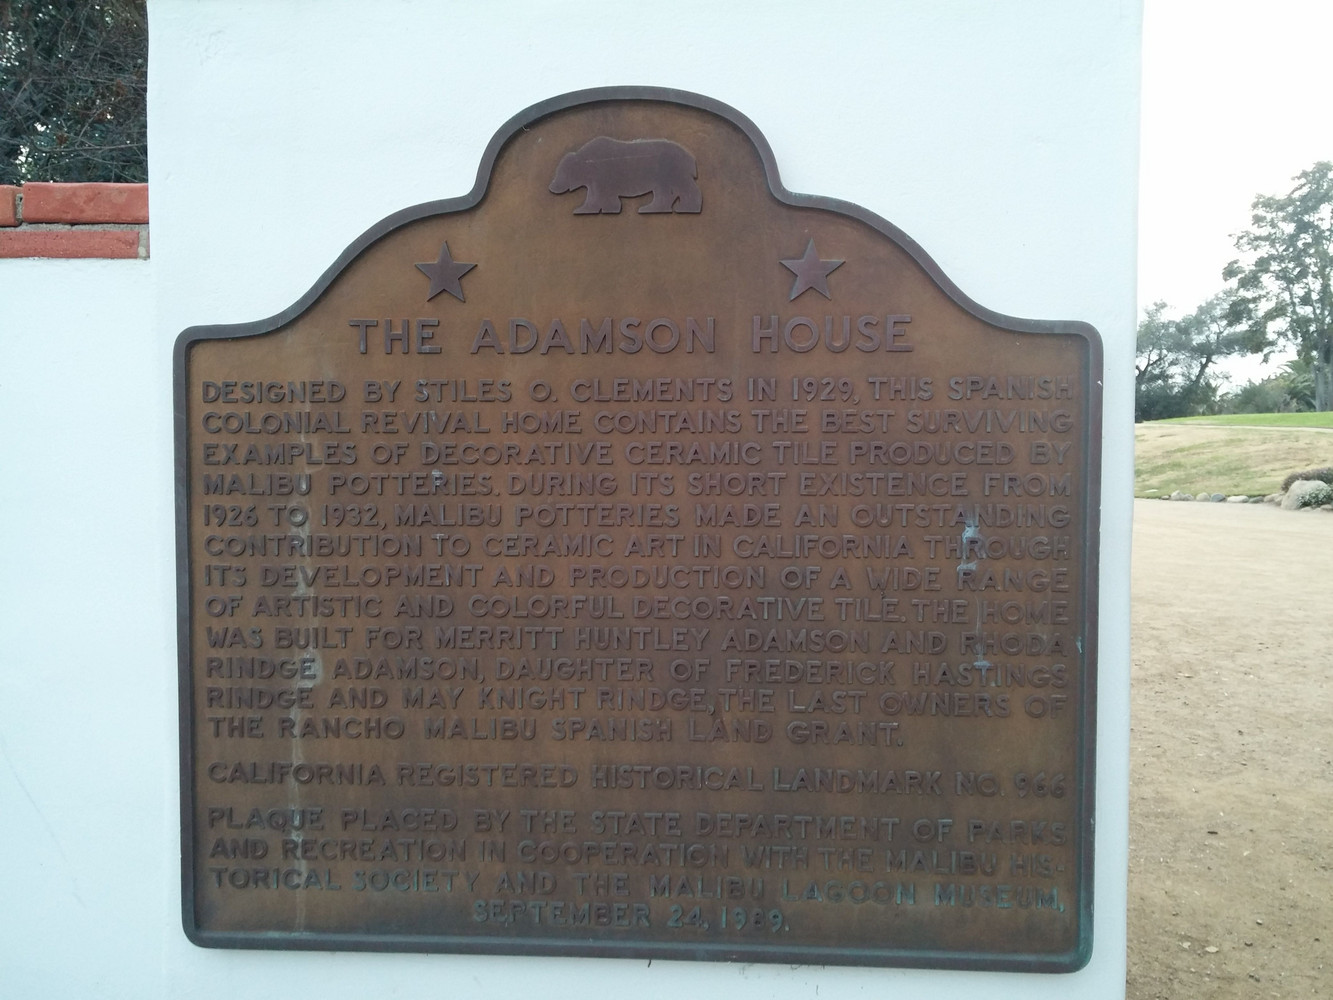 THE ADAMSON HOUSE
DESIGNED BY STILES O. CLEMENTS IN 1929, THIS SPANISH
COLONIAL REVIVAL HOME CONTAINS THE BEST SURVIVING
EXAMPLES OF DECORATIVE CERAMIC TILE PRODUCED BY
MALIBU POTTERIES. DURING ITS SHORT EXISTENCE FROM
1926 TO 1932, MALIBU POTTERIES MADE AN OUTSTANDING
CONTRIBUTION TO CERAMIC ART IN CALIFORNIA THROUGH
ITS DEVELOPMENT AND PRODUCTION OF A WIDE RANGE
OF ARTISTIC AND COLORFUL DECORATIVE TILE. THE HOME
WAS BUILT FOR MERRITT HUNTLEY ADAMSON AND RHODA
RINDGE ADAMSON, DAUGHTER OF FREDERICK HASTINGS
RINDGE AND MAY KNIGHT RINDGE, THE LAST OWNERS OF
THE RANCHO MALIBU SPANISH LAND GRANT.
CALIFORNIA REGISTERED HISTORICAL LANDMARK NO. 966
PLAQUE PLACED BY THE STATE DEPARTMENT OF PARKS
AND RECREATION IN COOPERATION WITH THE MALIBU HIS-
TORICAL SOCIETY AND THE MALIBU LAGOON MUSEUM,
SEPTEMBER 24, 1989.